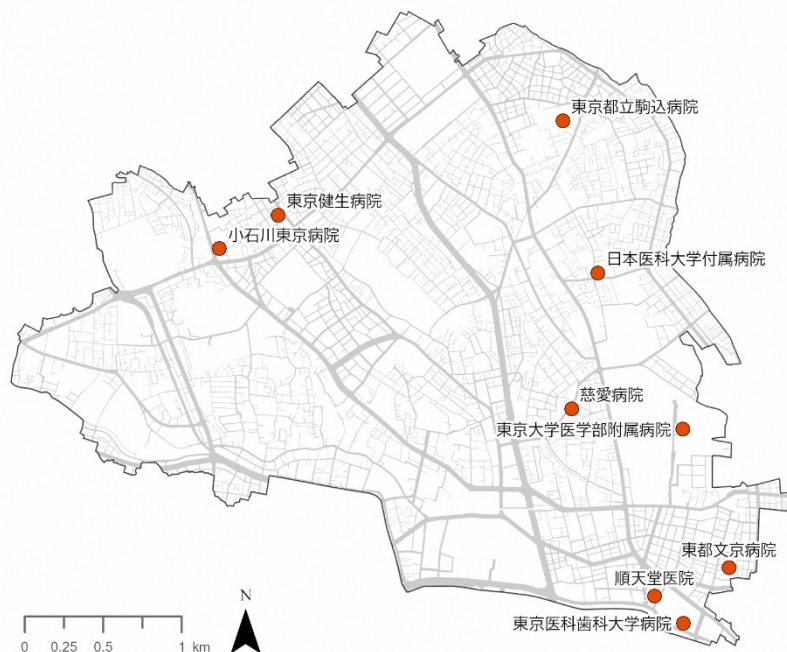 東京都立駒込病院
東京健生病院
小石川東京病院
日本医科大学付属病院
慈愛病院
東京大学医学部附属病院
東都文京病院
順天堂医院
東京医科歯科大学病院
N
0 0.25 0.5 1 km